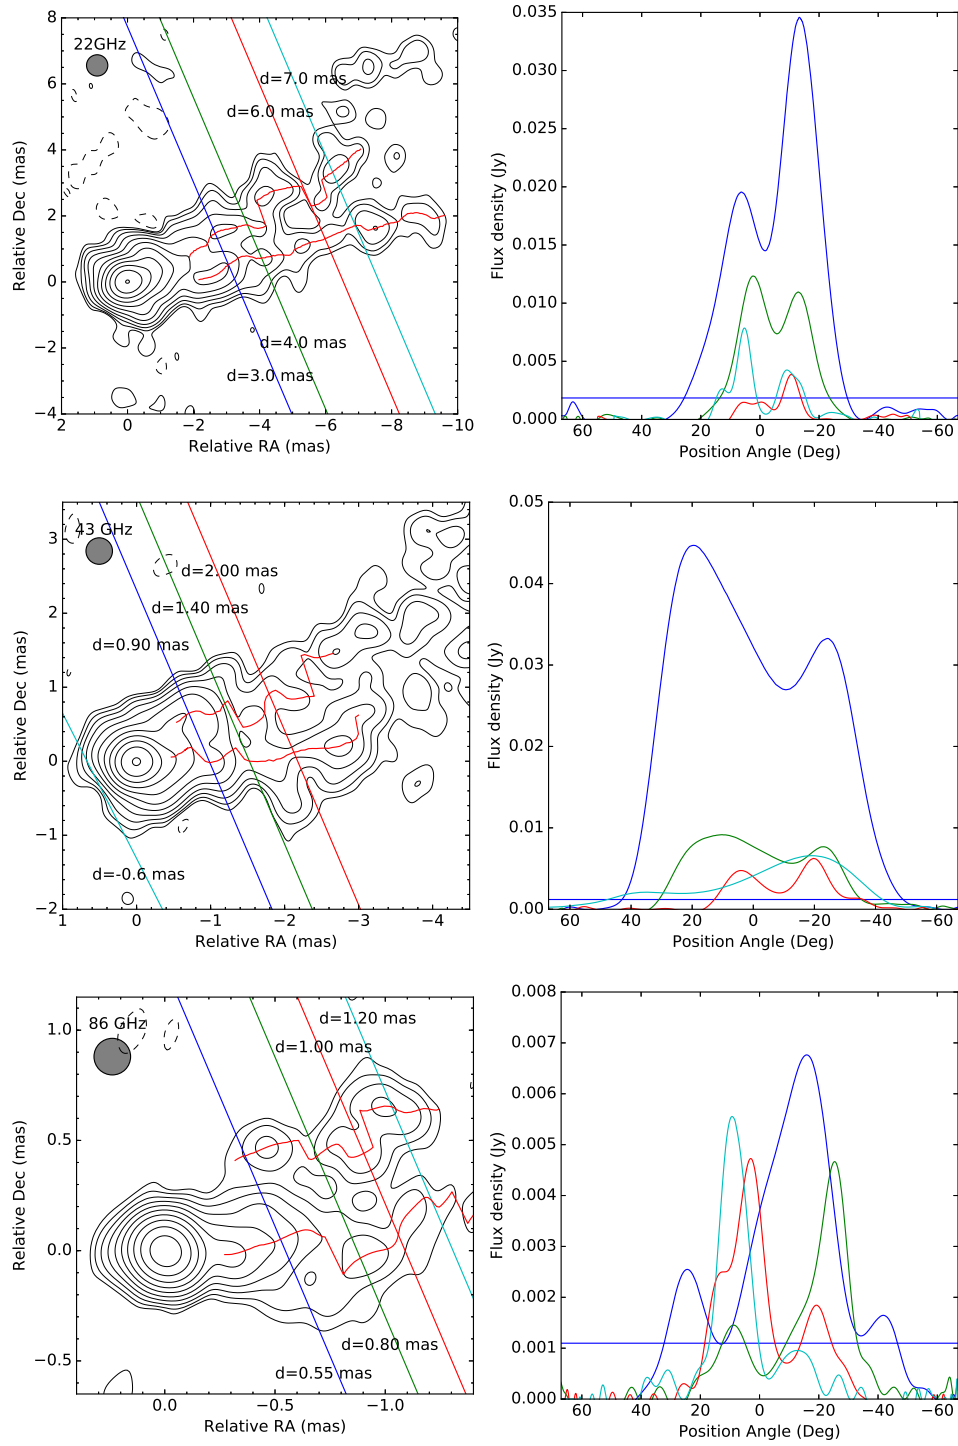 22GHz
d=7.0 mas
d=6.0 mas
d=4.0 mas
d=3.0 mas
8
6
4
2
0
−2
−4
2 0 −2 −4 −6 −8 −10
Relative Dec (mas)
Relative RA (mas)
0.035
0.030
0.025
0.020
0.015
0.010
0.005
0.000
60 40 20 0 −20 −40 −60
Flux density (Jy)
Position Angle (Deg)
43 GHz
d=2.00 mas
d=1.40 mas
d=0.90 mas
d=-0.6 mas
3
2
1
0
−1
−2
1 0 −1 −2 −3 −4
Relative Dec (mas)
Relative RA (mas)
0.05
0.04
0.03
0.02
0.01
0.00
60 40 20 0 −20 −40 −60
Flux density (Jy)
Position Angle (Deg)
86 GHz
d=1.20 mas
d=1.00 mas
d=0.80 mas
d=0.55 mas
1.0
0.5
0.0
−0.5
0.0 −0.5 −1.0
Relative Dec (mas)
Relative RA (mas)
0.008
0.007
0.006
0.005
0.004
0.003
0.002
0.001
0.000
60 40 20 0 −20 −40 −60
Flux density (Jy)
Position Angle (Deg)